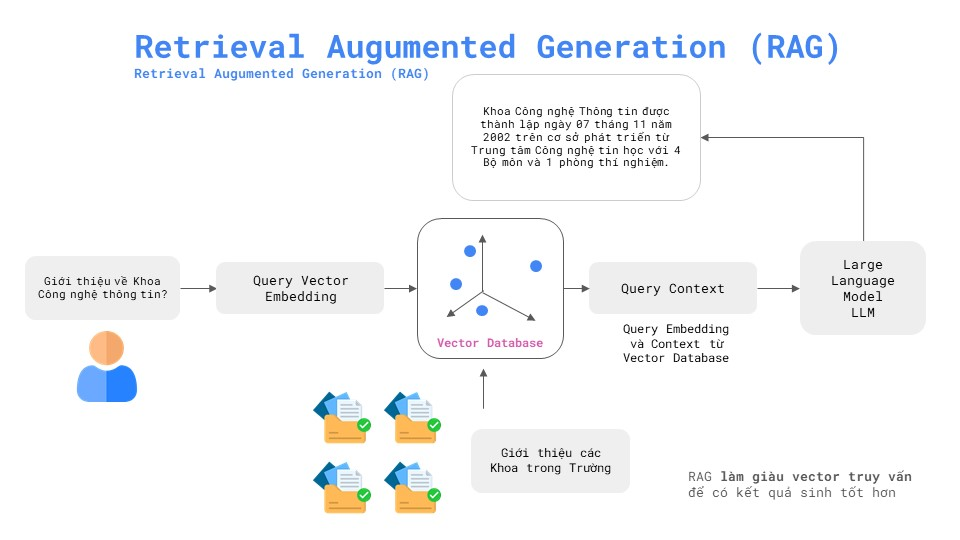 Retrieval Augumented Generation (RAG)
Retrieval Augumented Generation (RAG)
Khoa Công nghệ Thông tin được
thành lập ngày 07 tháng 11 năm
2002 trên cơ sở phát triển từ
Trung tâm Công nghệ tin học với 4
Bộ môn và 1 phòng thí nghiệm.
Giới thiệu về Khoa
Công nghệ thông tin?
Query Vector
Embedding
Vector Database
Query Context
Query Embedding
và Context từ
Vector Database
Large
Language
Model
LLM
Giới thiệu các
Khoa trong Trường
RAG làm giàu vector truy vấn
để có kết quả sinh tốt hơn